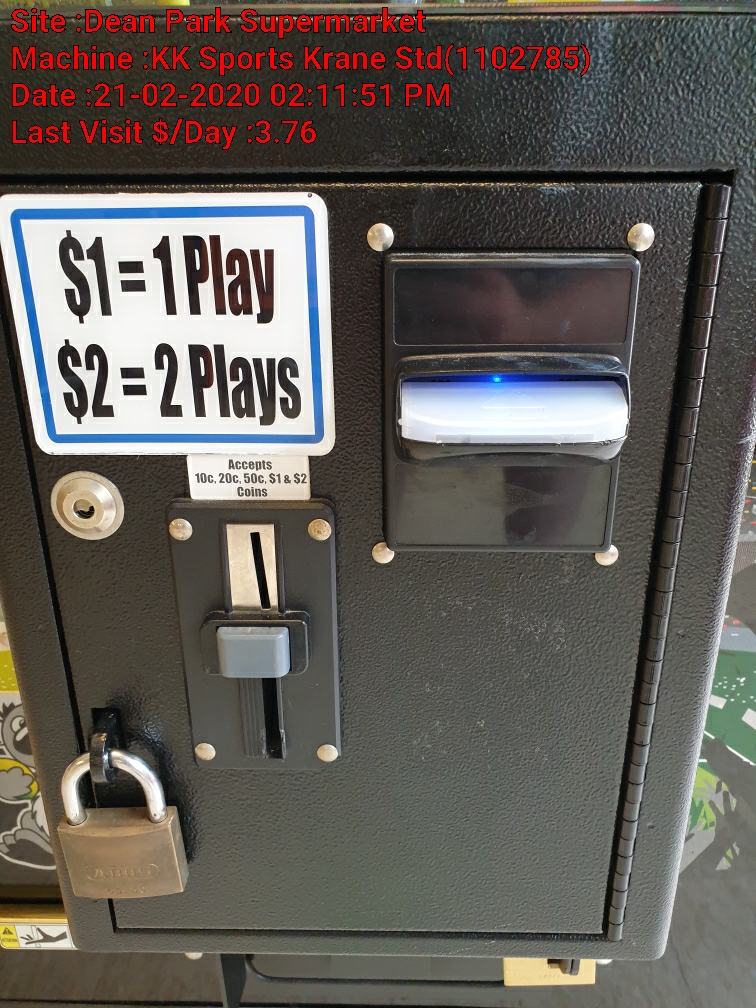 Site :Dean Park Supermarket
Machine :KK Sports Krane Std(1102785)
Date :21-02-2020 02:11:51 PM
Last Visit $/Day :3.76
$1 = 1 Play
$2 = 2 Plays
Accepts
10c, 20c, 50c, $1 & $2
Coins
ABUS